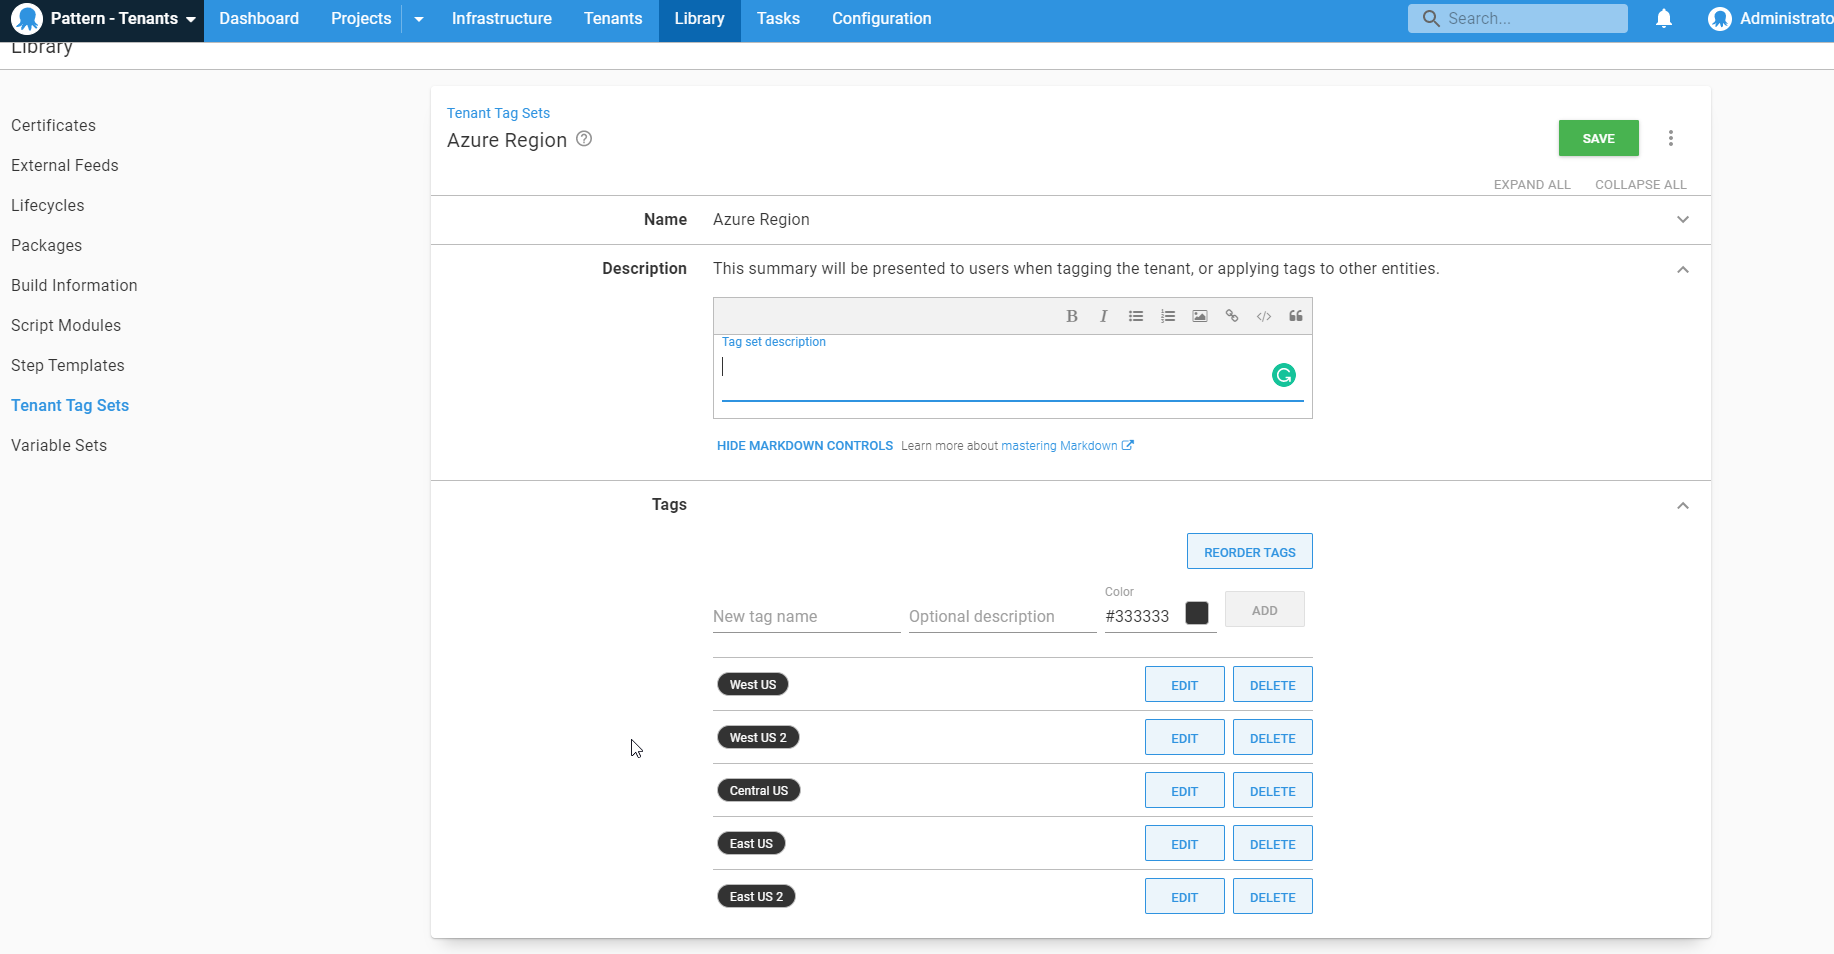 Pattern - Tenants Dashboard Projects Infrastructure Tenants Library Tasks Configuration Search... Administrato
Library
Certificates
External Feeds
Lifecycles
Packages
Build Information
Script Modules
Step Templates
Tenant Tag Sets
Variable Sets
Tenant Tag Sets
Azure Region
SAVE
EXPAND ALL COLLAPSE ALL
Name Azure Region
Description This summary will be presented to users when tagging the tenant, or applying tags to other entities.
B I
Tag set description
HIDE MARKDOWN CONTROLS Learn more about mastering Markdown
Tags
REORDER TAGS
Color
New tag name Optional description #333333 ADD
West US EDIT DELETE
West US 2 EDIT DELETE
Central US EDIT DELETE
East US EDIT DELETE
East US 2 EDIT DELETE